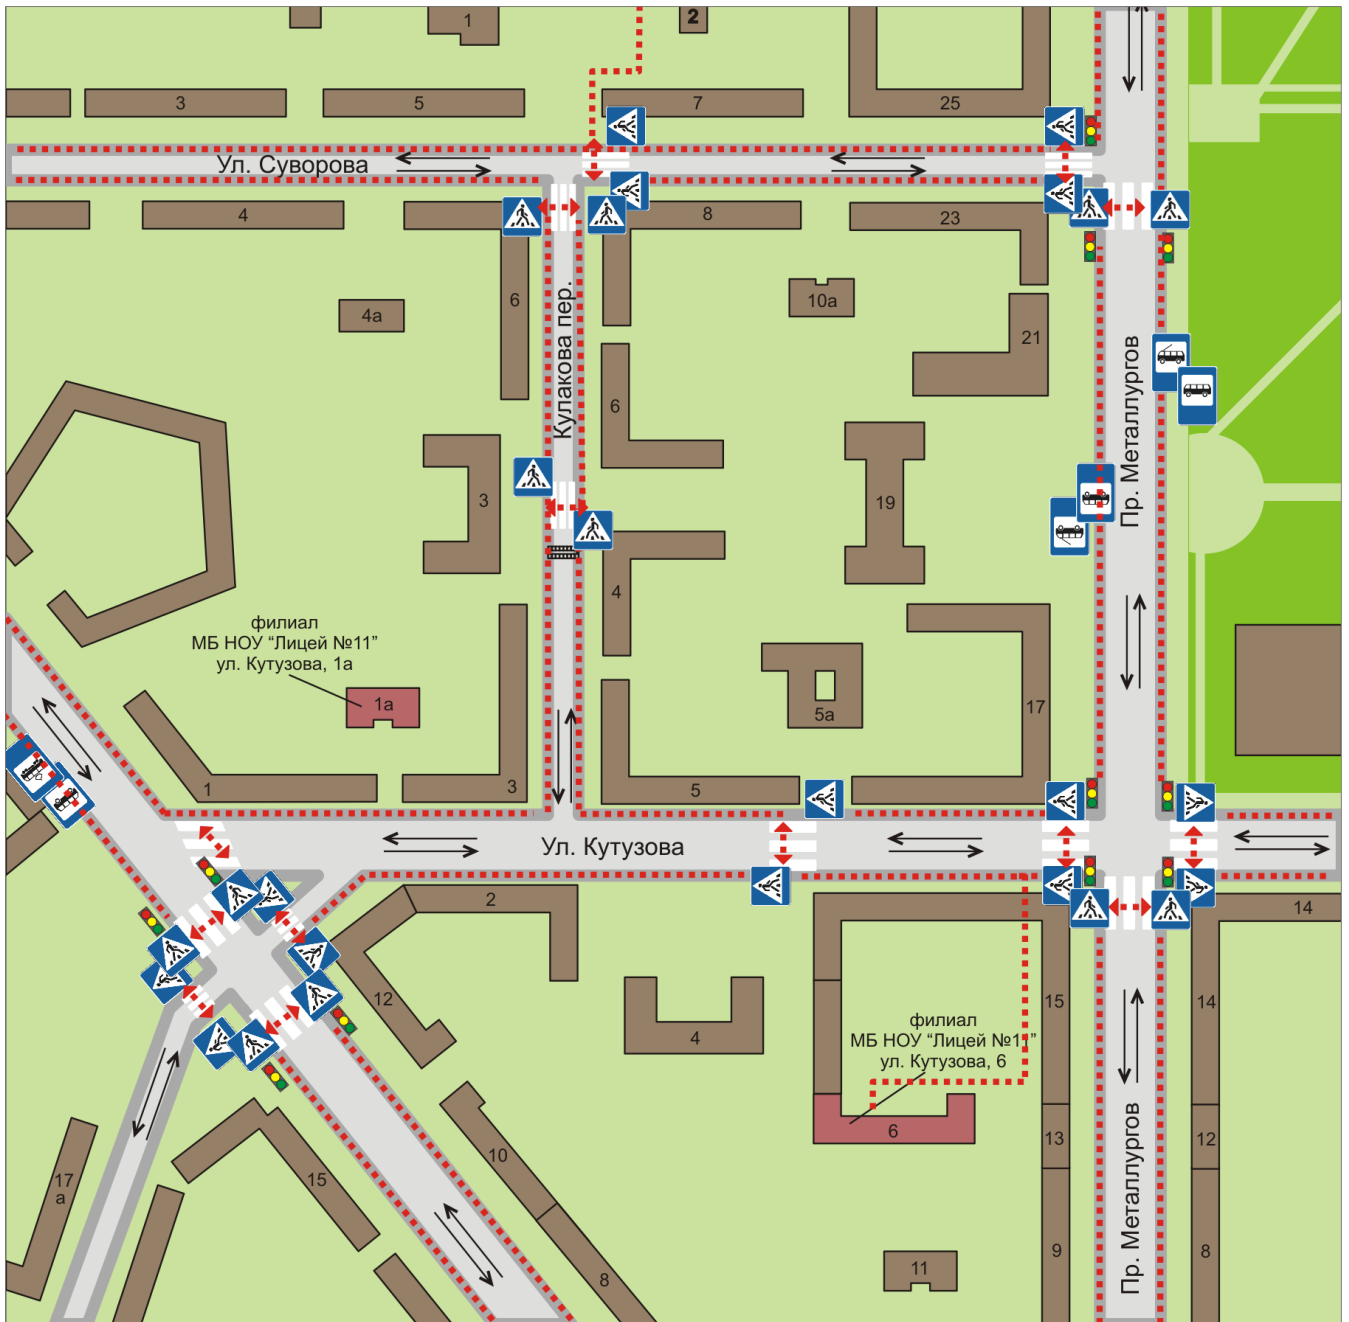 1
2
3
5
7
25
Ул. Суворова
4
8
23
6
4а
10а
21
Кулакова пер.
Пр. Металлургов
6
3
19
4
филиал
МБ НОУ “Лицей №11”
ул. Кутузова, 1а
1а
5а
17
1
3
5
Ул. Кутузова
2
14
12
4
15
14
филиал
МБ НОУ “Лицей №11”
ул. Кутузова, 6
6
13
12
10
15
17
а
Пр. Металлургов
9
8
11
8